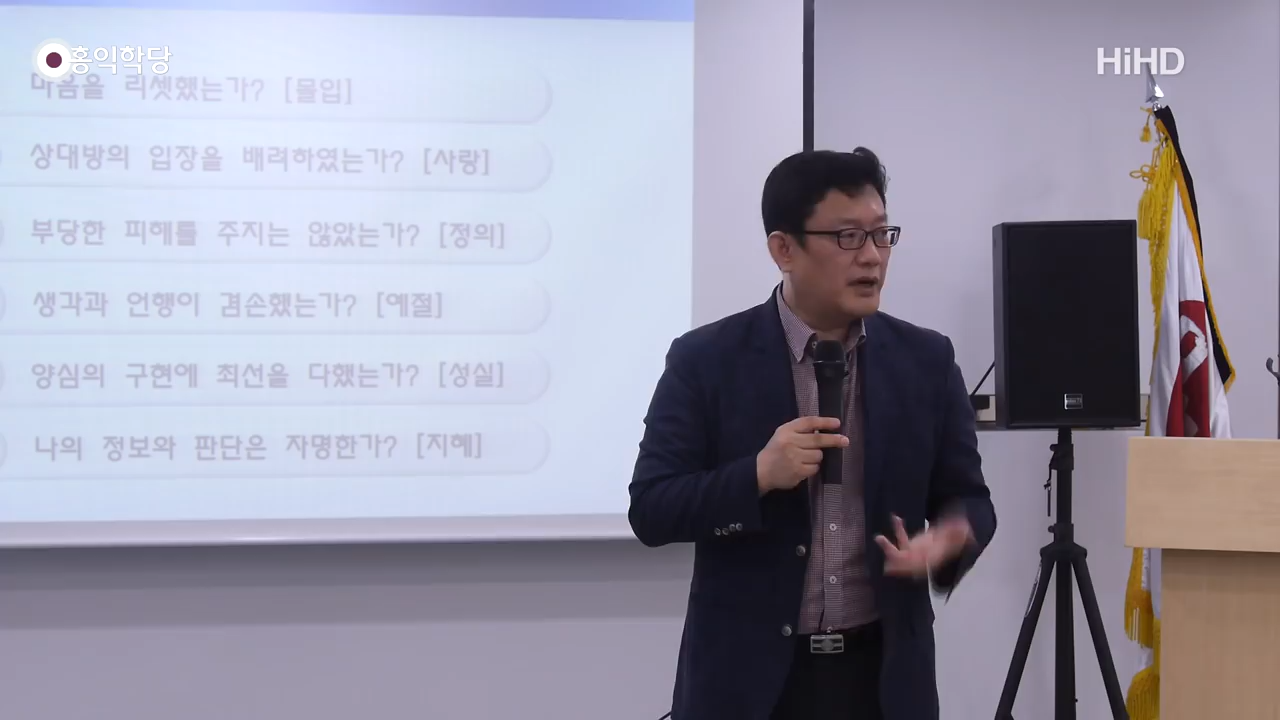 홍익학당
HiHD
마음을 리셋했는가? [몰입]
상대방의 입장을 배려하였는가? [사랑]
부당한 피해를 주지는 않았는가? [정의]
생각과 언행이 겸손했는가? [예절]
양심의 구현에 최선을 다했는가? [성실]
나의 정보와 판단은 자명한가? [지혜]